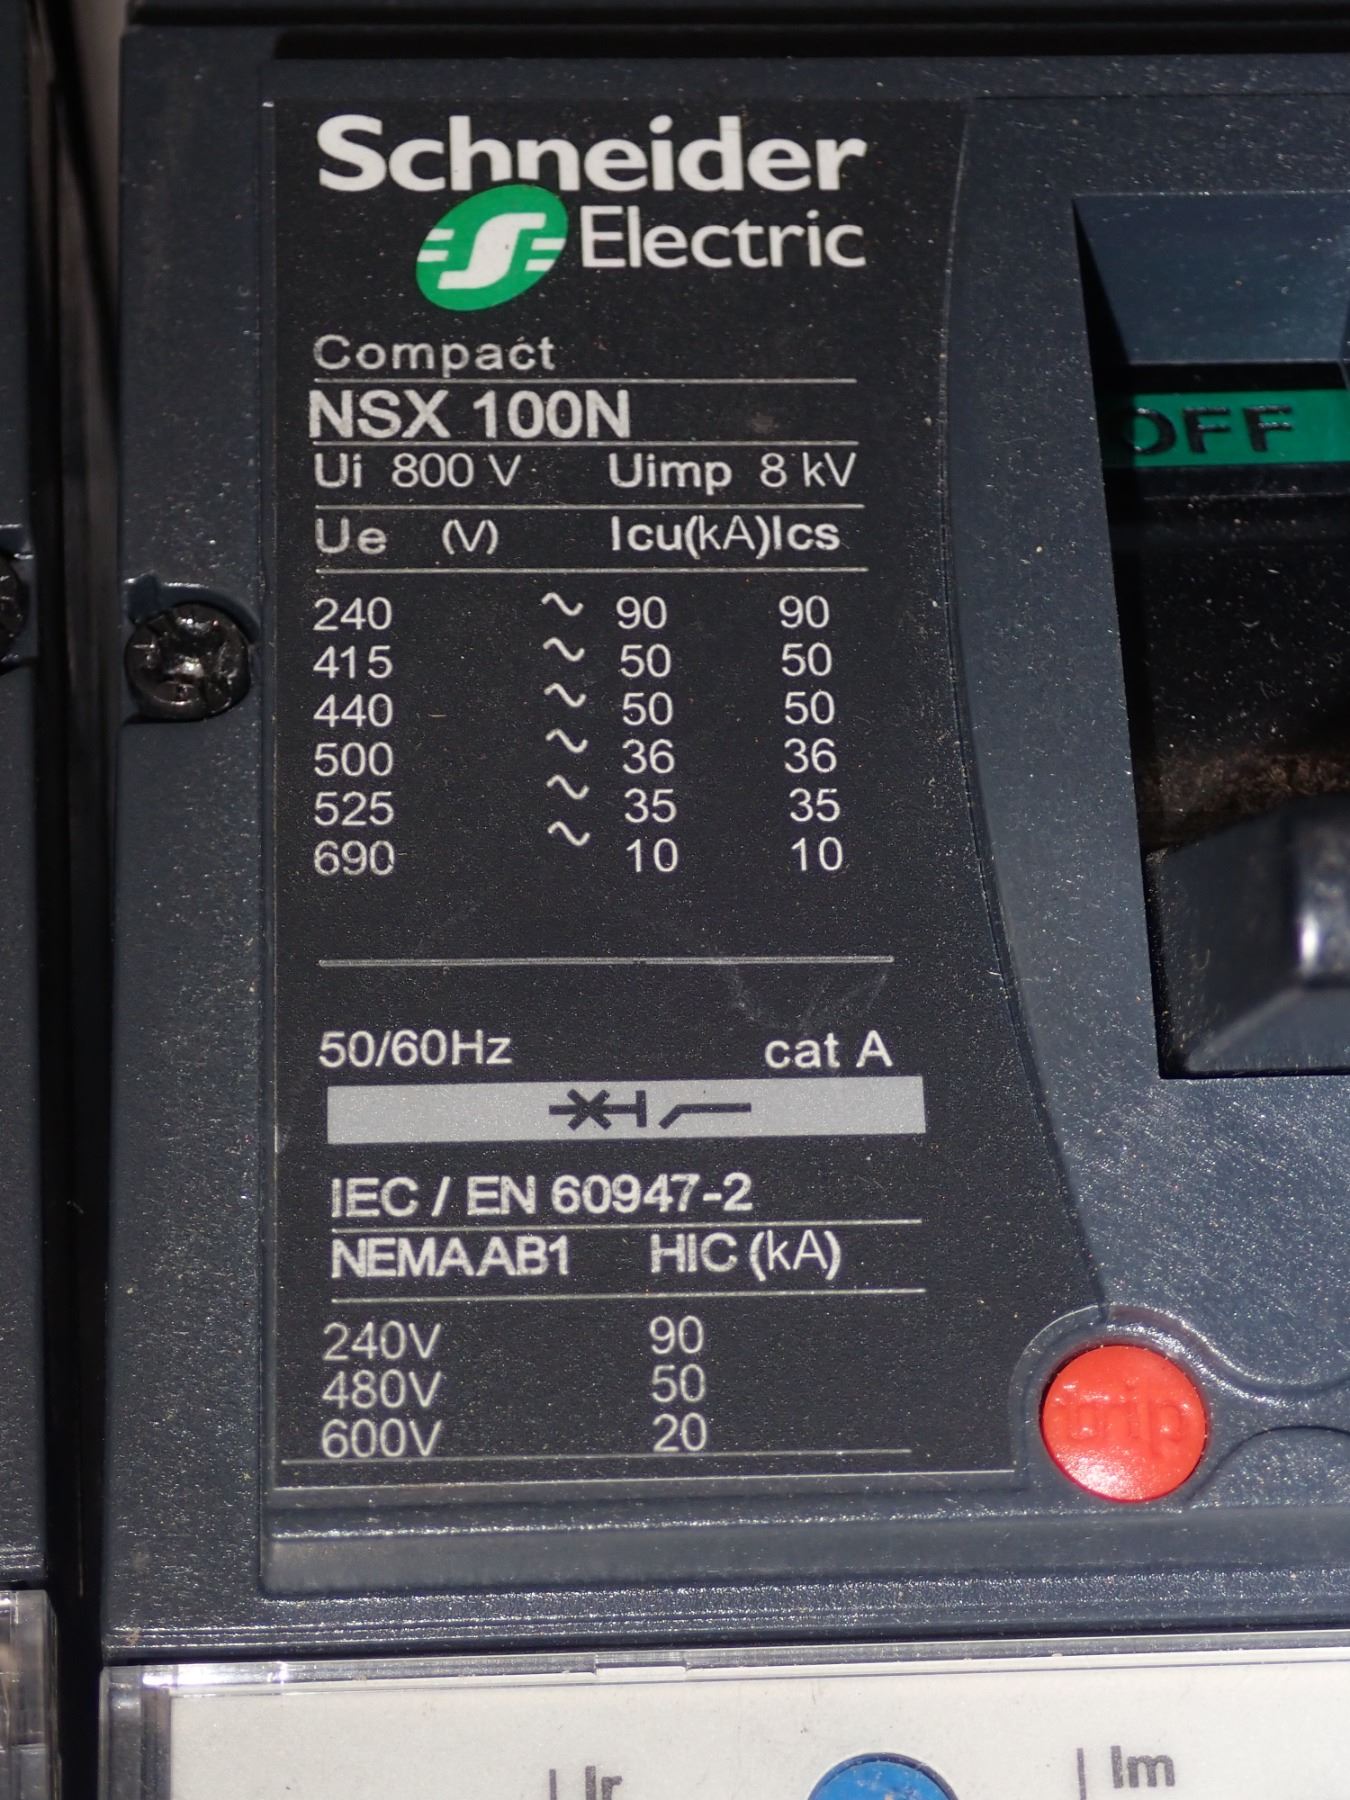 Schneider
Electric
Compact
NSX 100N
Ui 800 V Uimp 8 kV
Ue (V) Icu(kA)Ics
240 ~ 90 90
415 ~ 50 50
440 ~ 50 50
500 ~ 36 36
525 ~ 35 35
690 ~ 10 10
OFF
50/60Hz cat A
IEC / EN 60947-2
NEMA AB1 HIC (kA)
240V 90
480V 50
600V 20
trip
Ir Im